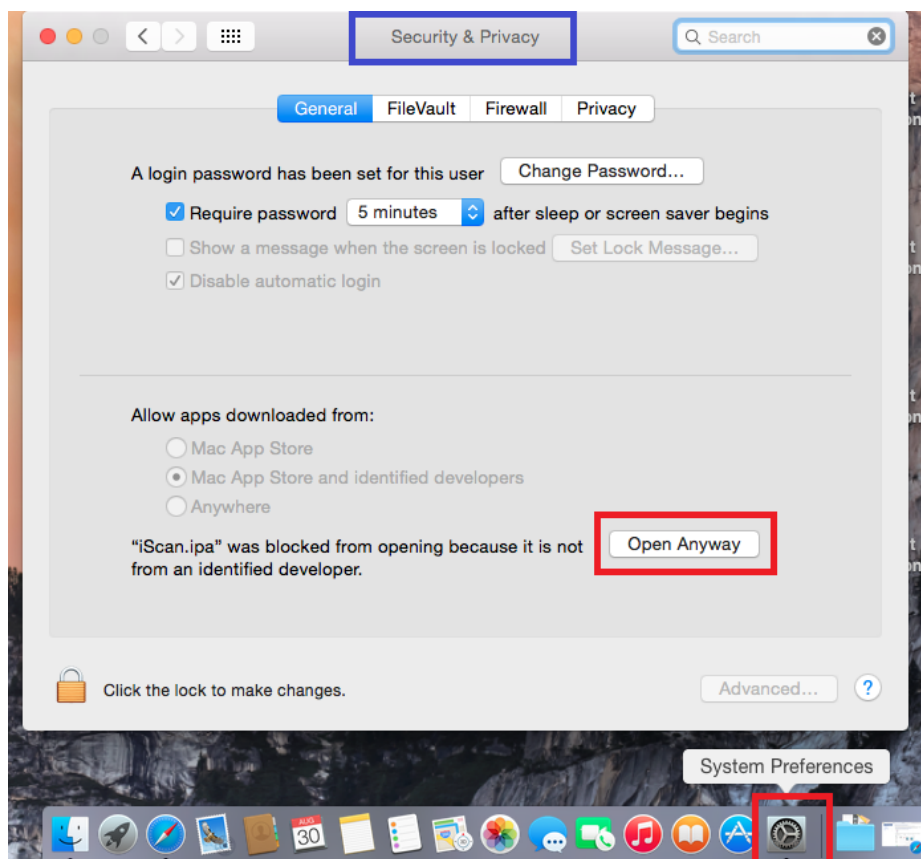 Security & Privacy
Search
General FileVault Firewall Privacy
A login password has been set for this user Change Password...
Require password 5 minutes after sleep or screen saver begins
Show a message when the screen is locked Set Lock Message...
Disable automatic login
Allow apps downloaded from:
Mac App Store
Mac App Store and identified developers
Anywhere
“iScan.ipa” was blocked from opening because it is not Open Anyway
from an identified developer.
Click the lock to make changes. Advanced... ?
System Preferences
AUG
30